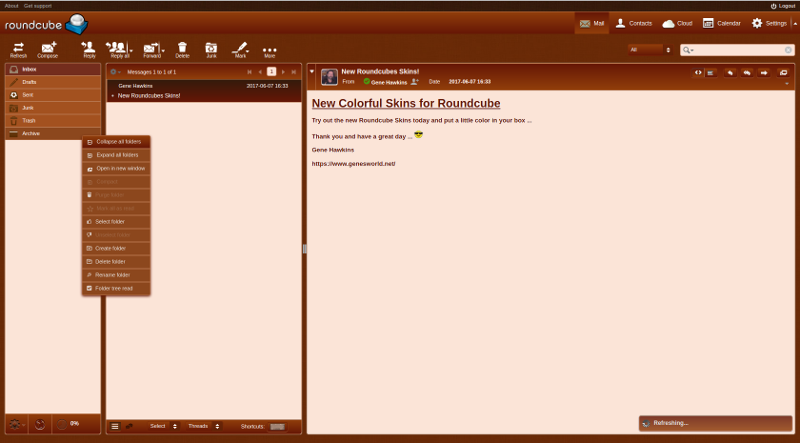 About Get support
Logout
roundcube
Mail Contacts Cloud Calendar Settings
Refresh Compose Reply Reply all Forward Delete Junk Mark More
All
Inbox
Drafts
Sent
Junk
Trash
Archive
Collapse all folders
Expand all folders
Open in new window
Select folder
Create folder
Delete folder
Rename folder
Folder tree read
0%
Messages 1 to 1 of 1
1
Gene Hawkins 2017-06-07 16:33
New Roundcubes Skins!
Select Threads Shortcuts:
New Roundcubes Skins!
From Gene Hawkins Date 2017-06-07 16:33
New Colorful Skins for Roundcube
Try out the new Roundcube Skins today and put a little color in your box ...
Thank you and have a great day ... 😎
Gene Hawkins
https://www.genesworld.net/
Refreshing...